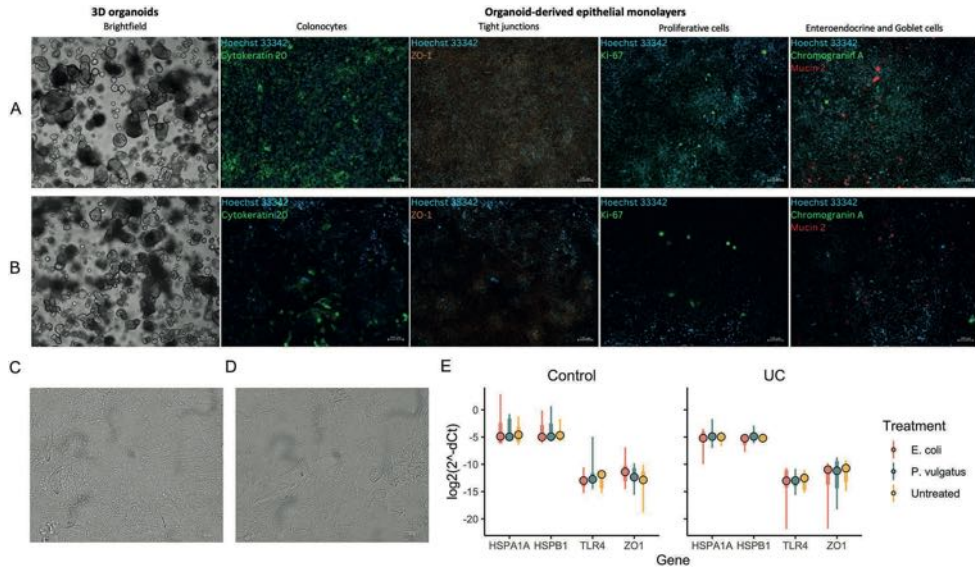 3D organoids
Organoid-derived epithelial monolayers
Brightfield
Colonocytes
Tight junctions
Proliferative cells
Enteroendocrine and Goblet cells
A
Hoechst 33342
Cytokeratin 20
Hoechst 33342
ZO-1
Hoechst 33342
Ki-67
Hoechst 33342
Chromogranin A
Mucin 2
B
Hoechst 33342
Cytokeratin 20
Hoechst 33342
ZO-1
Hoechst 33342
Ki-67
Hoechst 33342
Chromogranin A
Mucin 2
C
D
E
Control
UC
log2(2^-dCt)
0
-5
-10
-15
-20
HSPA1A
HSPB1
TLR4
ZO1
HSPA1A
HSPB1
TLR4
ZO1
Gene
Treatment
E. coli
P. vulgatus
Untreated